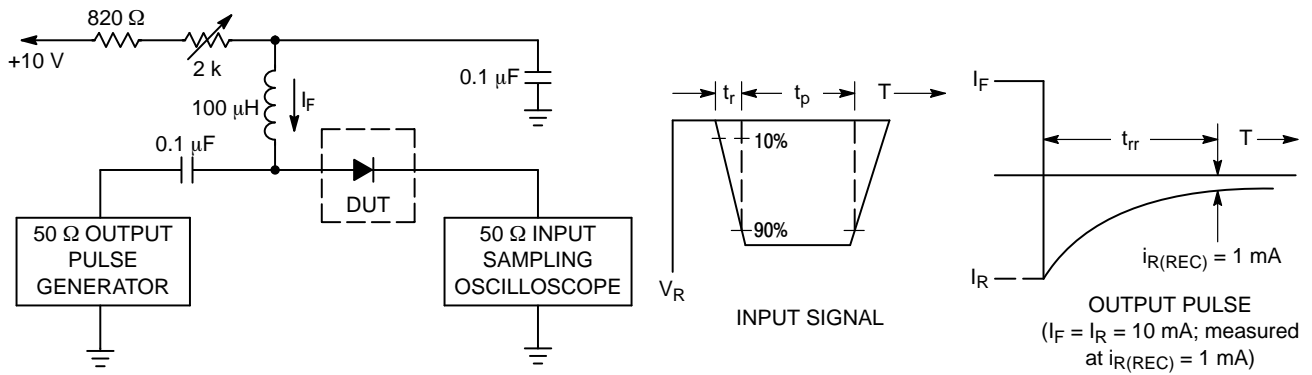 820 Ω
+10 V
2 k
100 μH
I_F
0.1 μF
0.1 μF
DUT
50 Ω OUTPUT
PULSE
GENERATOR
50 Ω INPUT
SAMPLING
OSCILLOSCOPE
t_r
t_p
T
10%
90%
V_R
INPUT SIGNAL
I_F
t_rr
T
i_R(REC) = 1 mA
I_R
OUTPUT PULSE
(I_F = I_R = 10 mA; measured
at i_R(REC) = 1 mA)